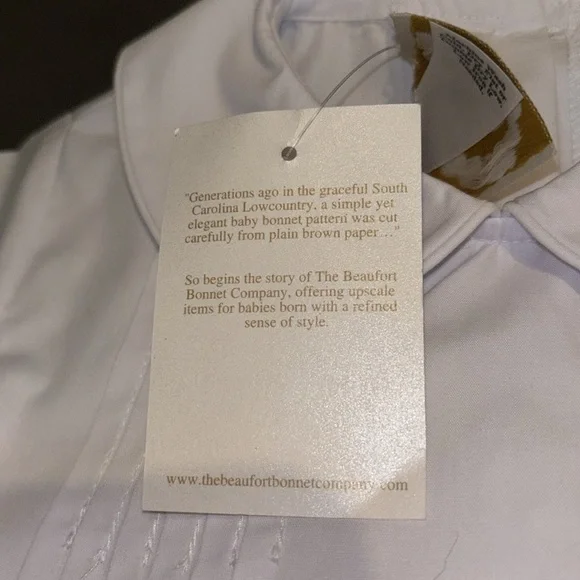 "Generations ago in the graceful South
Carolina Lowcountry, a simple yet
elegant baby bonnet pattern was cut
carefully from plain brown paper…"
So begins the story of The Beaufort
Bonnet Company, offering upscale
items for babies born with a refined
sense of style.
www.thebeaufortbonnetcompany.com